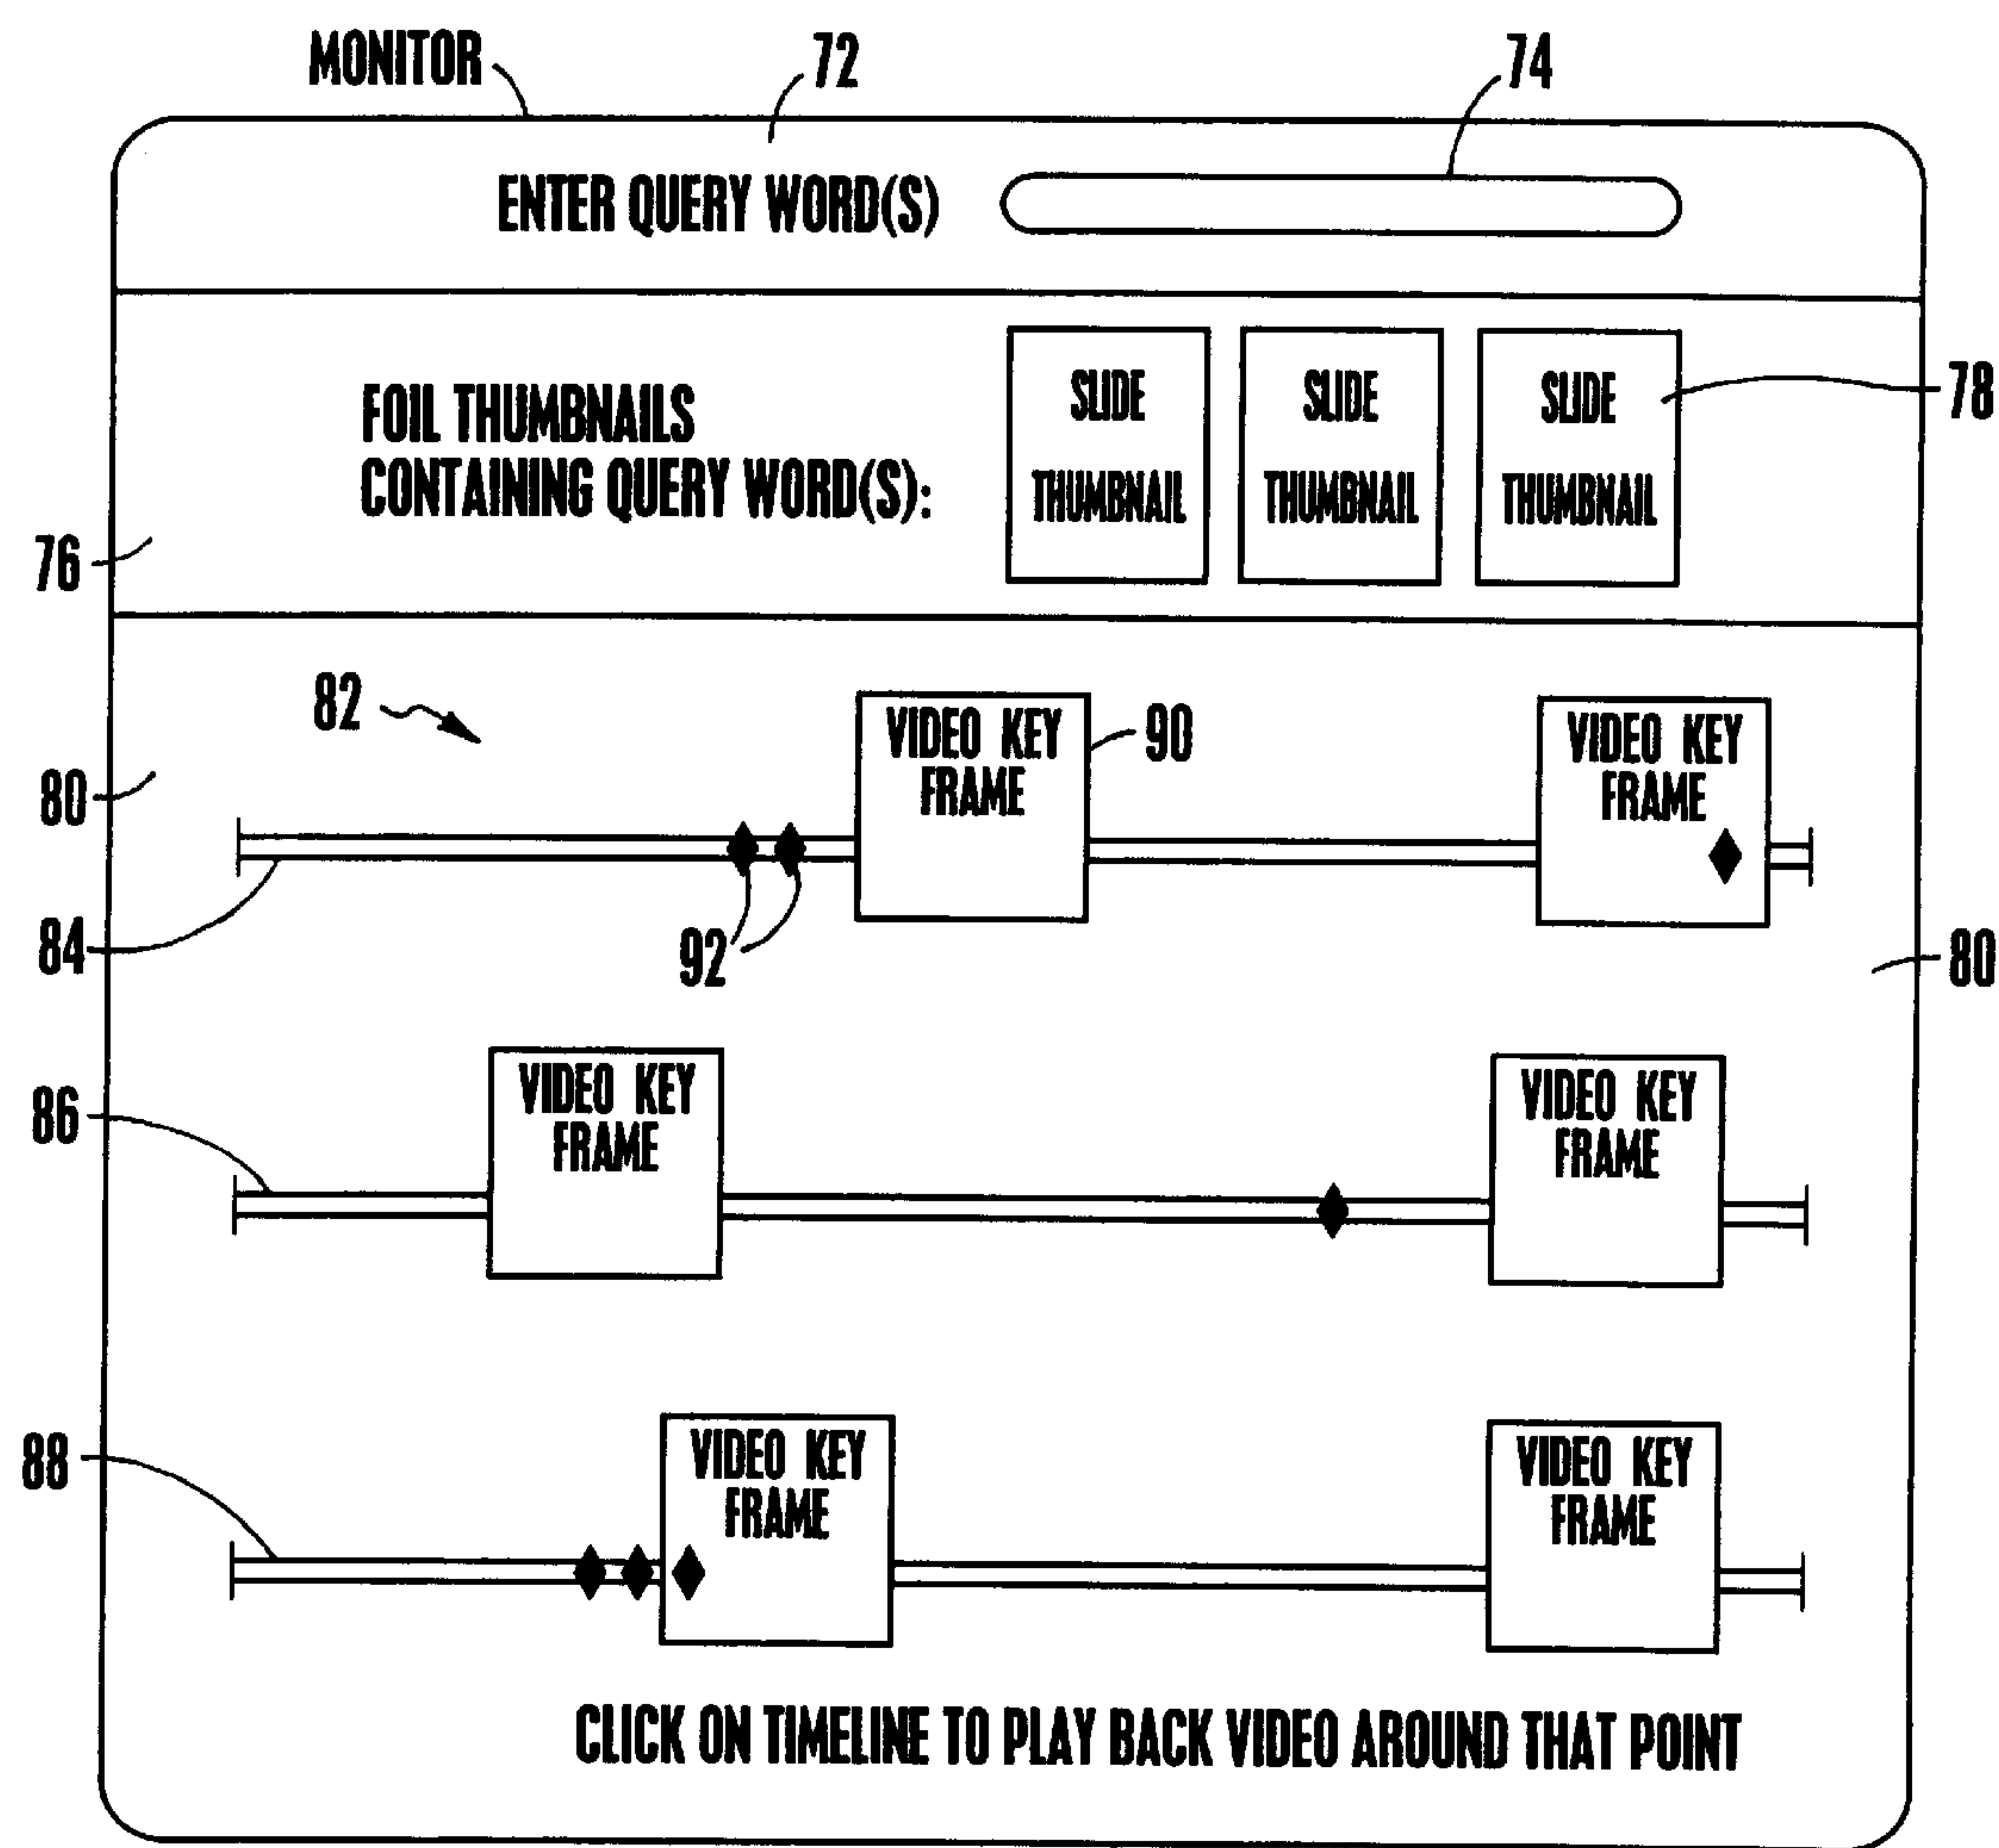 MONITOR
72
74
ENTER QUERY WORD(S)
FOIL THUMBNAILS
CONTAINING QUERY WORD(S):
SLIDE
THUMBNAIL
SLIDE
THUMBNAIL
SLIDE
THUMBNAIL
78
76
82
VIDEO KEY
FRAME
90
VIDEO KEY
FRAME
80
84
92
80
86
VIDEO KEY
FRAME
VIDEO KEY
FRAME
88
VIDEO KEY
FRAME
VIDEO KEY
FRAME
CLICK ON TIMELINE TO PLAY BACK VIDEO AROUND THAT POINT